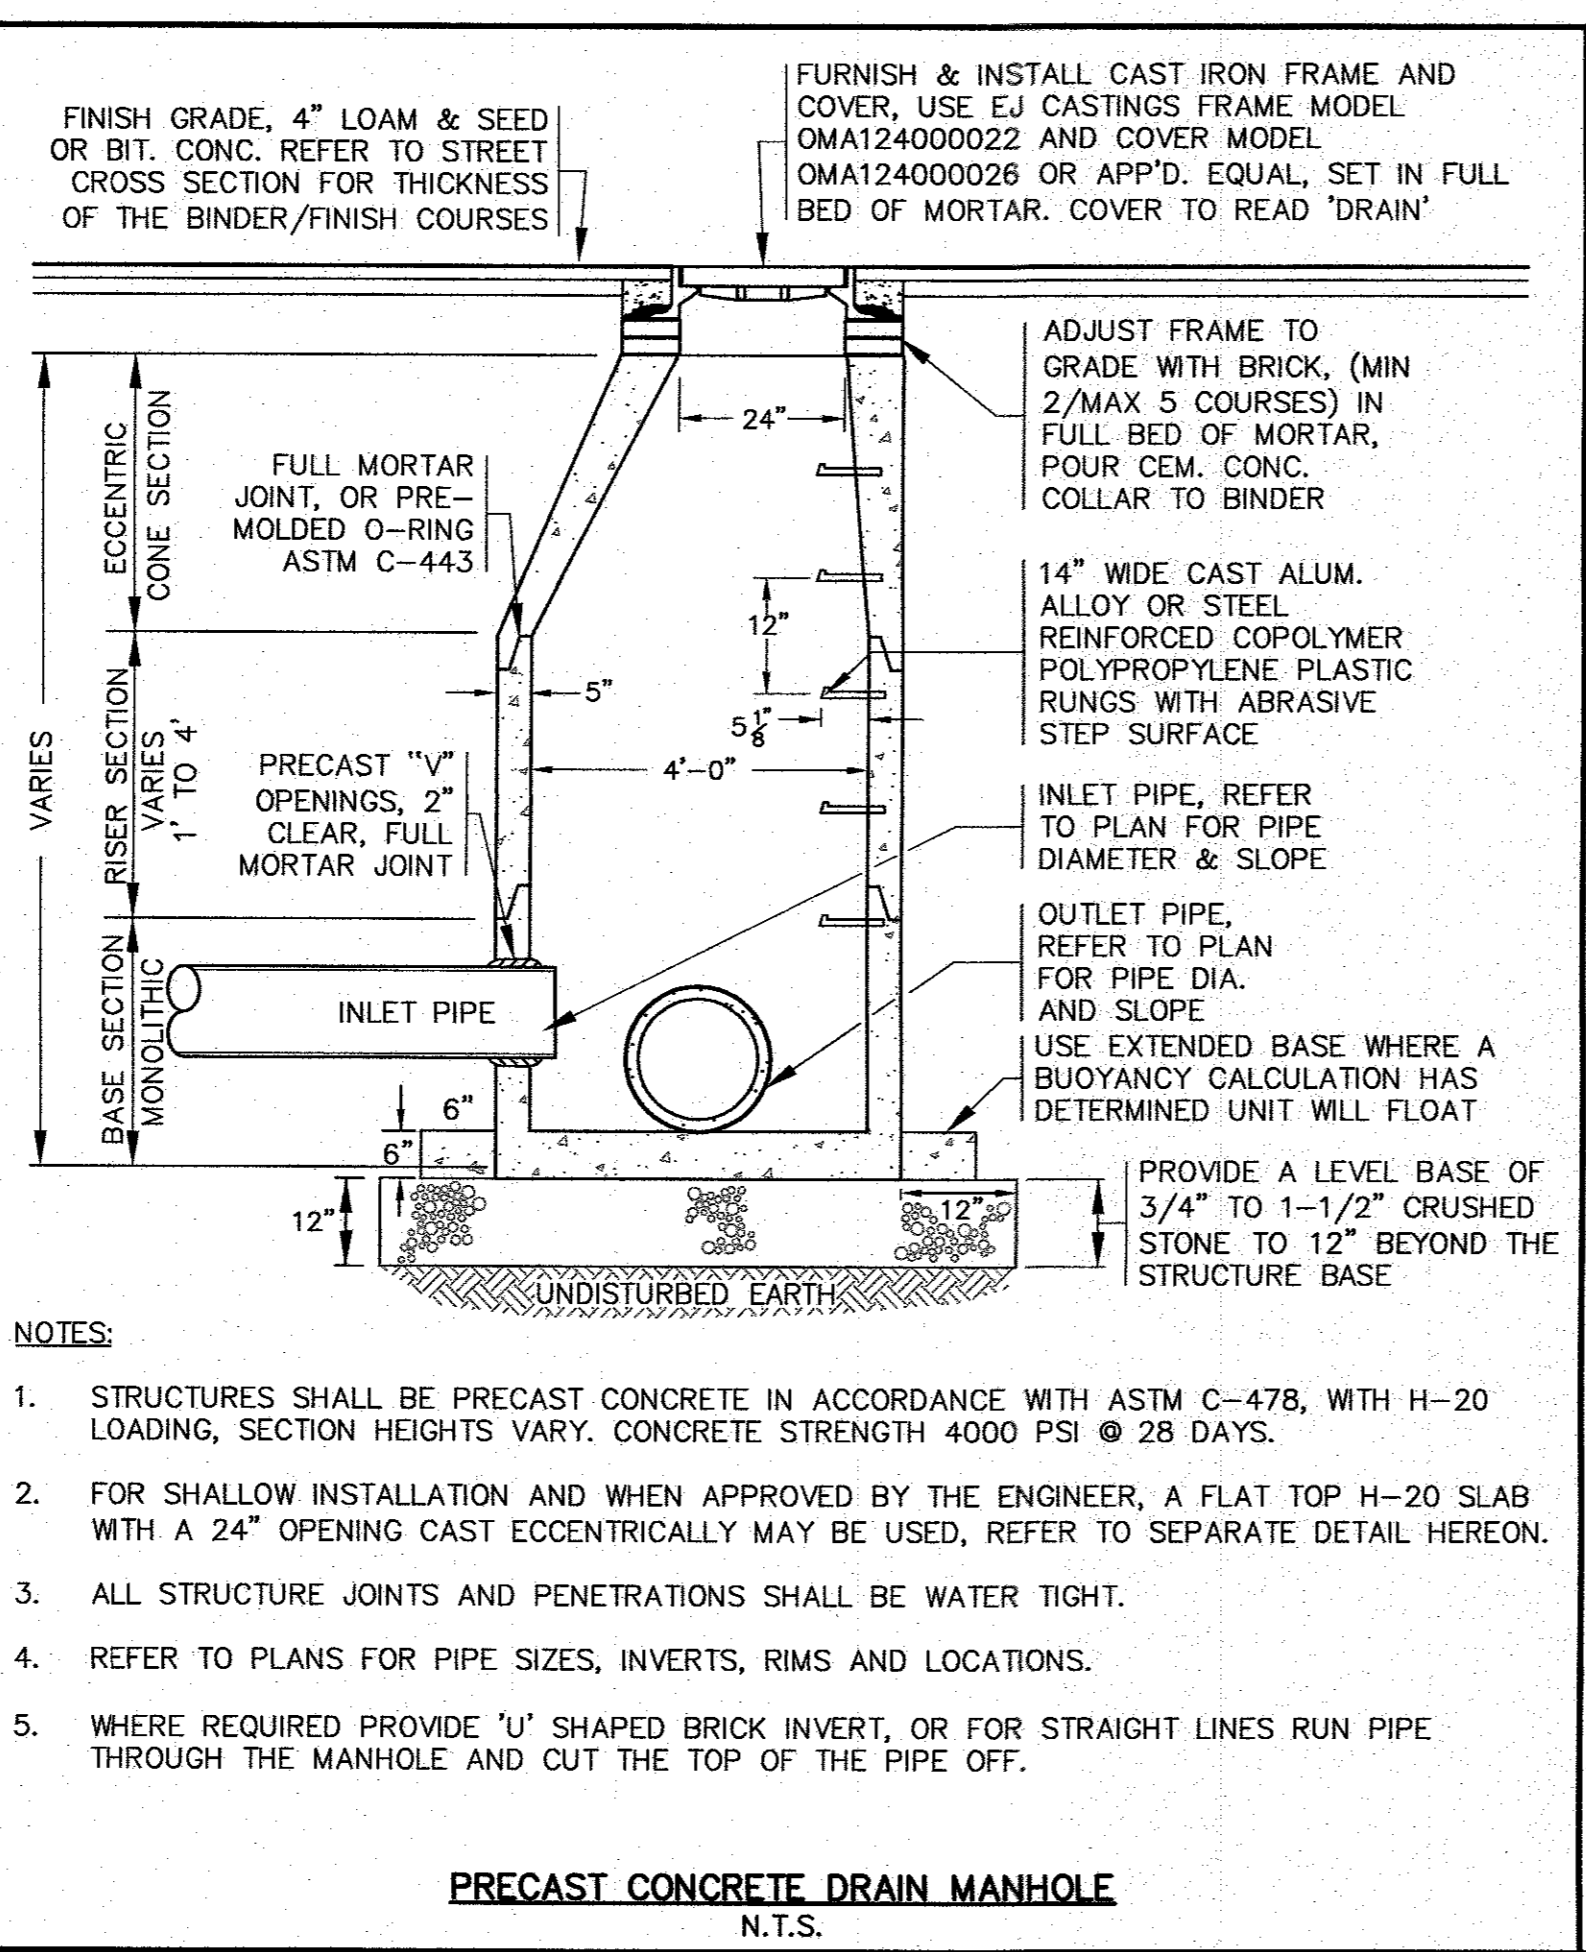 FINISH GRADE, 4" LOAM & SEED
OR BIT. CONC. REFER TO STREET
CROSS SECTION FOR THICKNESS
OF THE BINDER/FINISH COURSES
FURNISH & INSTALL CAST IRON FRAME AND
COVER, USE EJ CASTINGS FRAME MODEL
OMA124000022 AND COVER MODEL
OMA124000026 OR APP'D. EQUAL, SET IN FULL
BED OF MORTAR. COVER TO READ 'DRAIN'
ADJUST FRAME TO
GRADE WITH BRICK, (MIN
2/MAX 5 COURSES) IN
FULL BED OF MORTAR,
POUR CEM. CONC.
COLLAR TO BINDER
24"
VARIES
ECCENTRIC
CONE SECTION
FULL MORTAR
JOINT, OR PRE-
MOLDED O-RING
ASTM C-443
12"
14" WIDE CAST ALUM.
ALLOY OR STEEL
REINFORCED COPOLYMER
POLYPROPYLENE PLASTIC
RUNGS WITH ABRASIVE
STEP SURFACE
5"
5 1/8"
RISER SECTION
VARIES
1' TO 4'
PRECAST "V"
OPENINGS, 2"
CLEAR, FULL
MORTAR JOINT
4'-0"
INLET PIPE, REFER
TO PLAN FOR PIPE
DIAMETER & SLOPE
OUTLET PIPE,
REFER TO PLAN
FOR PIPE DIA.
AND SLOPE
BASE SECTION
MONOLITHIC
INLET PIPE
USE EXTENDED BASE WHERE A
BUOYANCY CALCULATION HAS
DETERMINED UNIT WILL FLOAT
6"
6"
12"
12"
PROVIDE A LEVEL BASE OF
3/4" TO 1-1/2" CRUSHED
STONE TO 12" BEYOND THE
STRUCTURE BASE
UNDISTURBED EARTH
NOTES:
1. STRUCTURES SHALL BE PRECAST CONCRETE IN ACCORDANCE WITH ASTM C-478, WITH H-20
LOADING, SECTION HEIGHTS VARY. CONCRETE STRENGTH 4000 PSI @ 28 DAYS.
2. FOR SHALLOW INSTALLATION AND WHEN APPROVED BY THE ENGINEER, A FLAT TOP H-20 SLAB
WITH A 24" OPENING CAST ECCENTRICALLY MAY BE USED, REFER TO SEPARATE DETAIL HEREON.
3. ALL STRUCTURE JOINTS AND PENETRATIONS SHALL BE WATER TIGHT.
4. REFER TO PLANS FOR PIPE SIZES, INVERTS, RIMS AND LOCATIONS.
5. WHERE REQUIRED PROVIDE 'U' SHAPED BRICK INVERT, OR FOR STRAIGHT LINES RUN PIPE
THROUGH THE MANHOLE AND CUT THE TOP OF THE PIPE OFF.
PRECAST CONCRETE DRAIN MANHOLE
N.T.S.